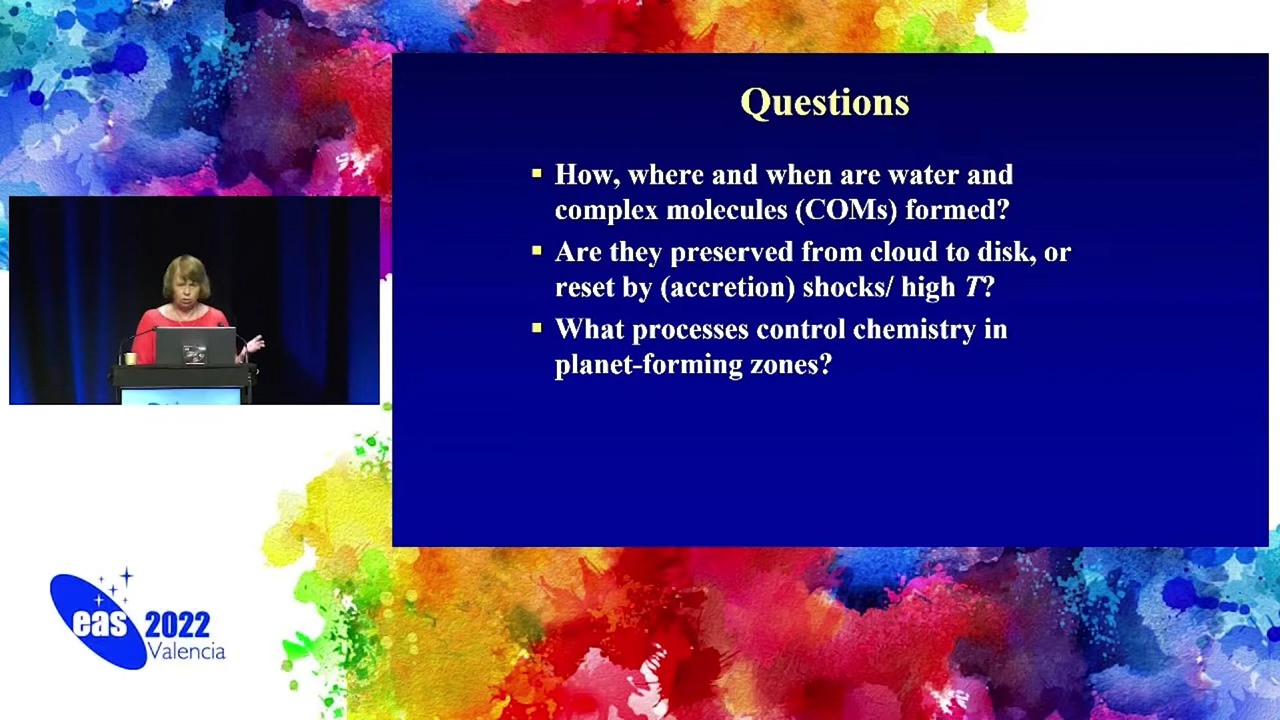 Questions
▪ How, where and when are water and
complex molecules (COMs) formed?
▪ Are they preserved from cloud to disk, or
reset by (accretion) shocks/ high T?
▪ What processes control chemistry in
planet-forming zones?
eas 2022
Valencia